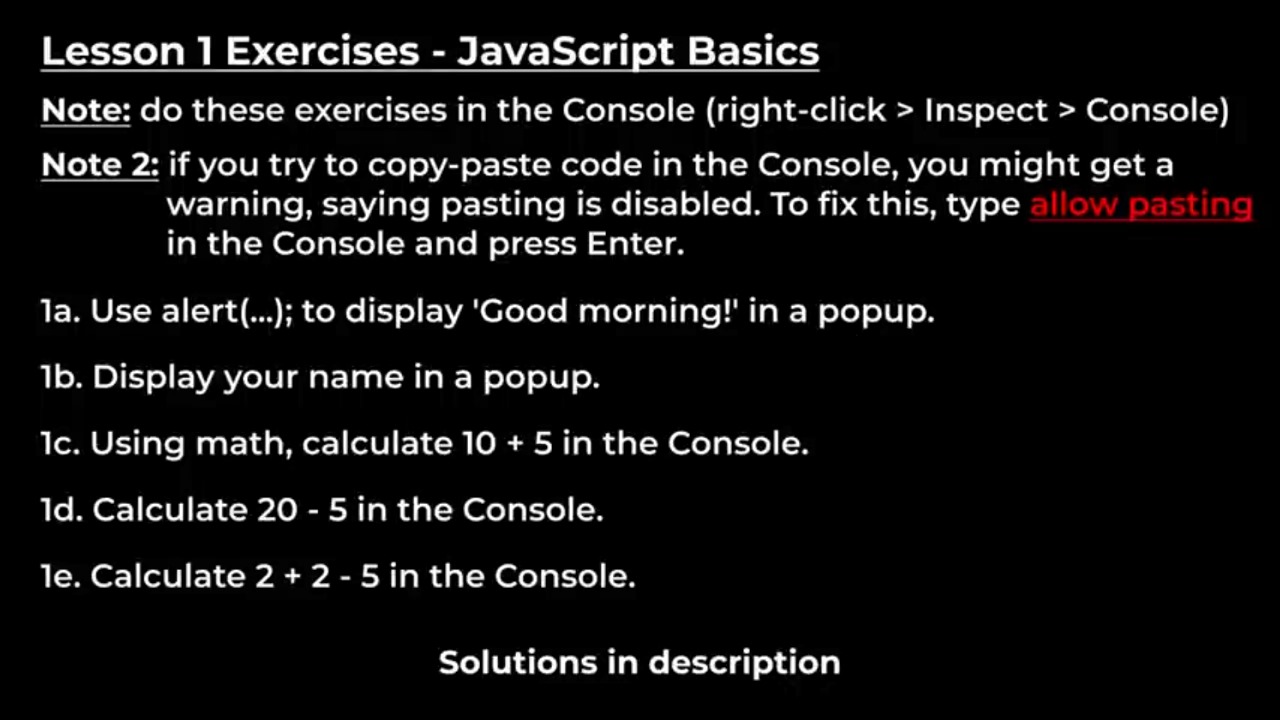 Lesson 1 Exercises - JavaScript Basics
Note: do these exercises in the Console (right-click > Inspect > Console)
Note 2: if you try to copy-paste code in the Console, you might get a
warning, saying pasting is disabled. To fix this, type allow pasting
in the Console and press Enter.
1a. Use alert(...); to display 'Good morning!' in a popup.
1b. Display your name in a popup.
1c. Using math, calculate 10 + 5 in the Console.
1d. Calculate 20 - 5 in the Console.
1e. Calculate 2 + 2 - 5 in the Console.
Solutions in description